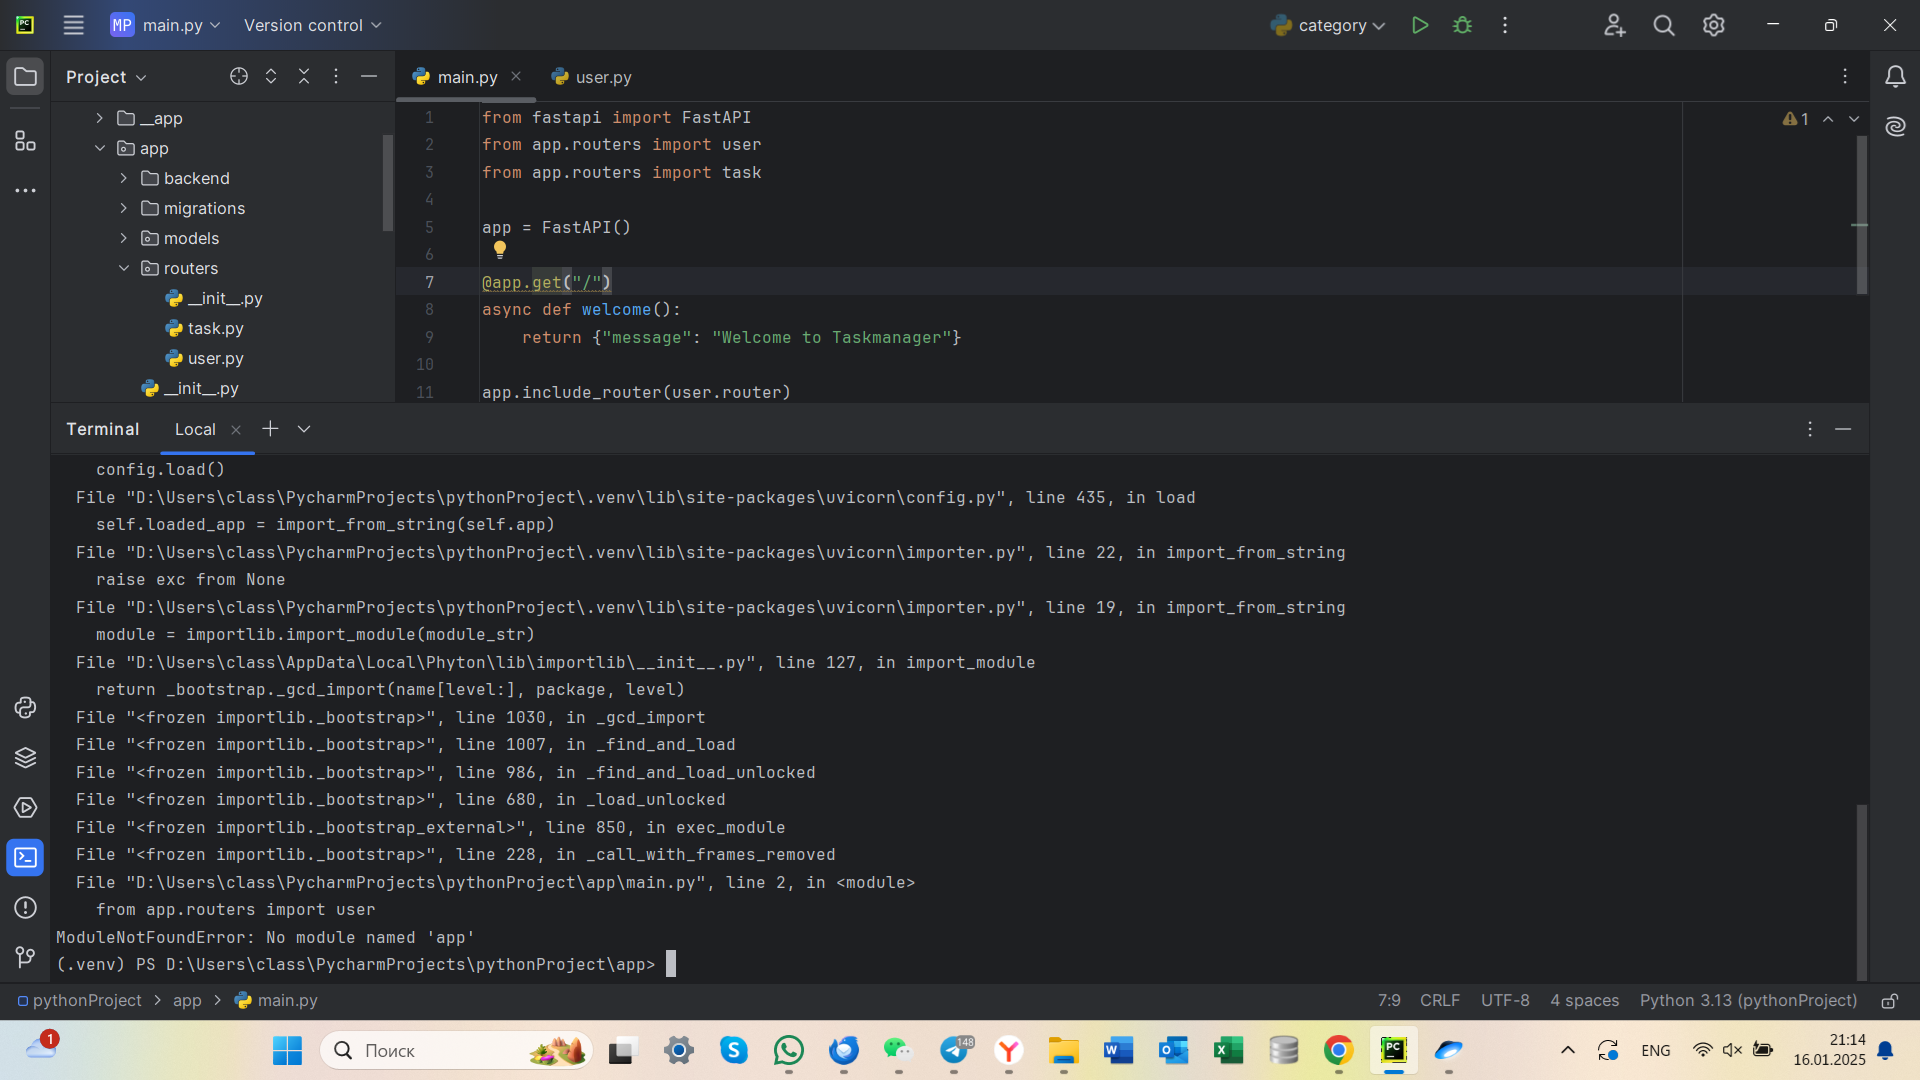 PC
MP main.py
Version control
category
Project
main.py
user.py
__app
app
backend
migrations
models
routers
__init__.py
task.py
user.py
__init__.py
1 from fastapi import FastAPI
2 from app.routers import user
3 from app.routers import task
4
5 app = FastAPI()
6
7 @app.get("/")
8 async def welcome():
9 return {"message": "Welcome to Taskmanager"}
10
11 app.include_router(user.router)
1
Terminal
Local
config.load()
File "D:\Users\class\PycharmProjects\pythonProject\.venv\lib\site-packages\uvicorn\config.py", line 435, in load
self.loaded_app = import_from_string(self.app)
File "D:\Users\class\PycharmProjects\pythonProject\.venv\lib\site-packages\uvicorn\importer.py", line 22, in import_from_string
raise exc from None
File "D:\Users\class\PycharmProjects\pythonProject\.venv\lib\site-packages\uvicorn\importer.py", line 19, in import_from_string
module = importlib.import_module(module_str)
File "D:\Users\class\AppData\Local\Phyton\lib\importlib\__init__.py", line 127, in import_module
return _bootstrap._gcd_import(name[level:], package, level)
File "<frozen importlib._bootstrap>", line 1030, in _gcd_import
File "<frozen importlib._bootstrap>", line 1007, in _find_and_load
File "<frozen importlib._bootstrap>", line 986, in _find_and_load_unlocked
File "<frozen importlib._bootstrap>", line 680, in _load_unlocked
File "<frozen importlib._bootstrap_external>", line 850, in exec_module
File "<frozen importlib._bootstrap>", line 228, in _call_with_frames_removed
File "D:\Users\class\PycharmProjects\pythonProject\app\main.py", line 2, in <module>
from app.routers import user
ModuleNotFoundError: No module named 'app'
(.venv) PS D:\Users\class\PycharmProjects\pythonProject\app>
pythonProject > app > main.py
7:9 CRLF UTF-8 4 spaces Python 3.13 (pythonProject)
1
Поиск
148
PC
ENG
21:14
16.01.2025